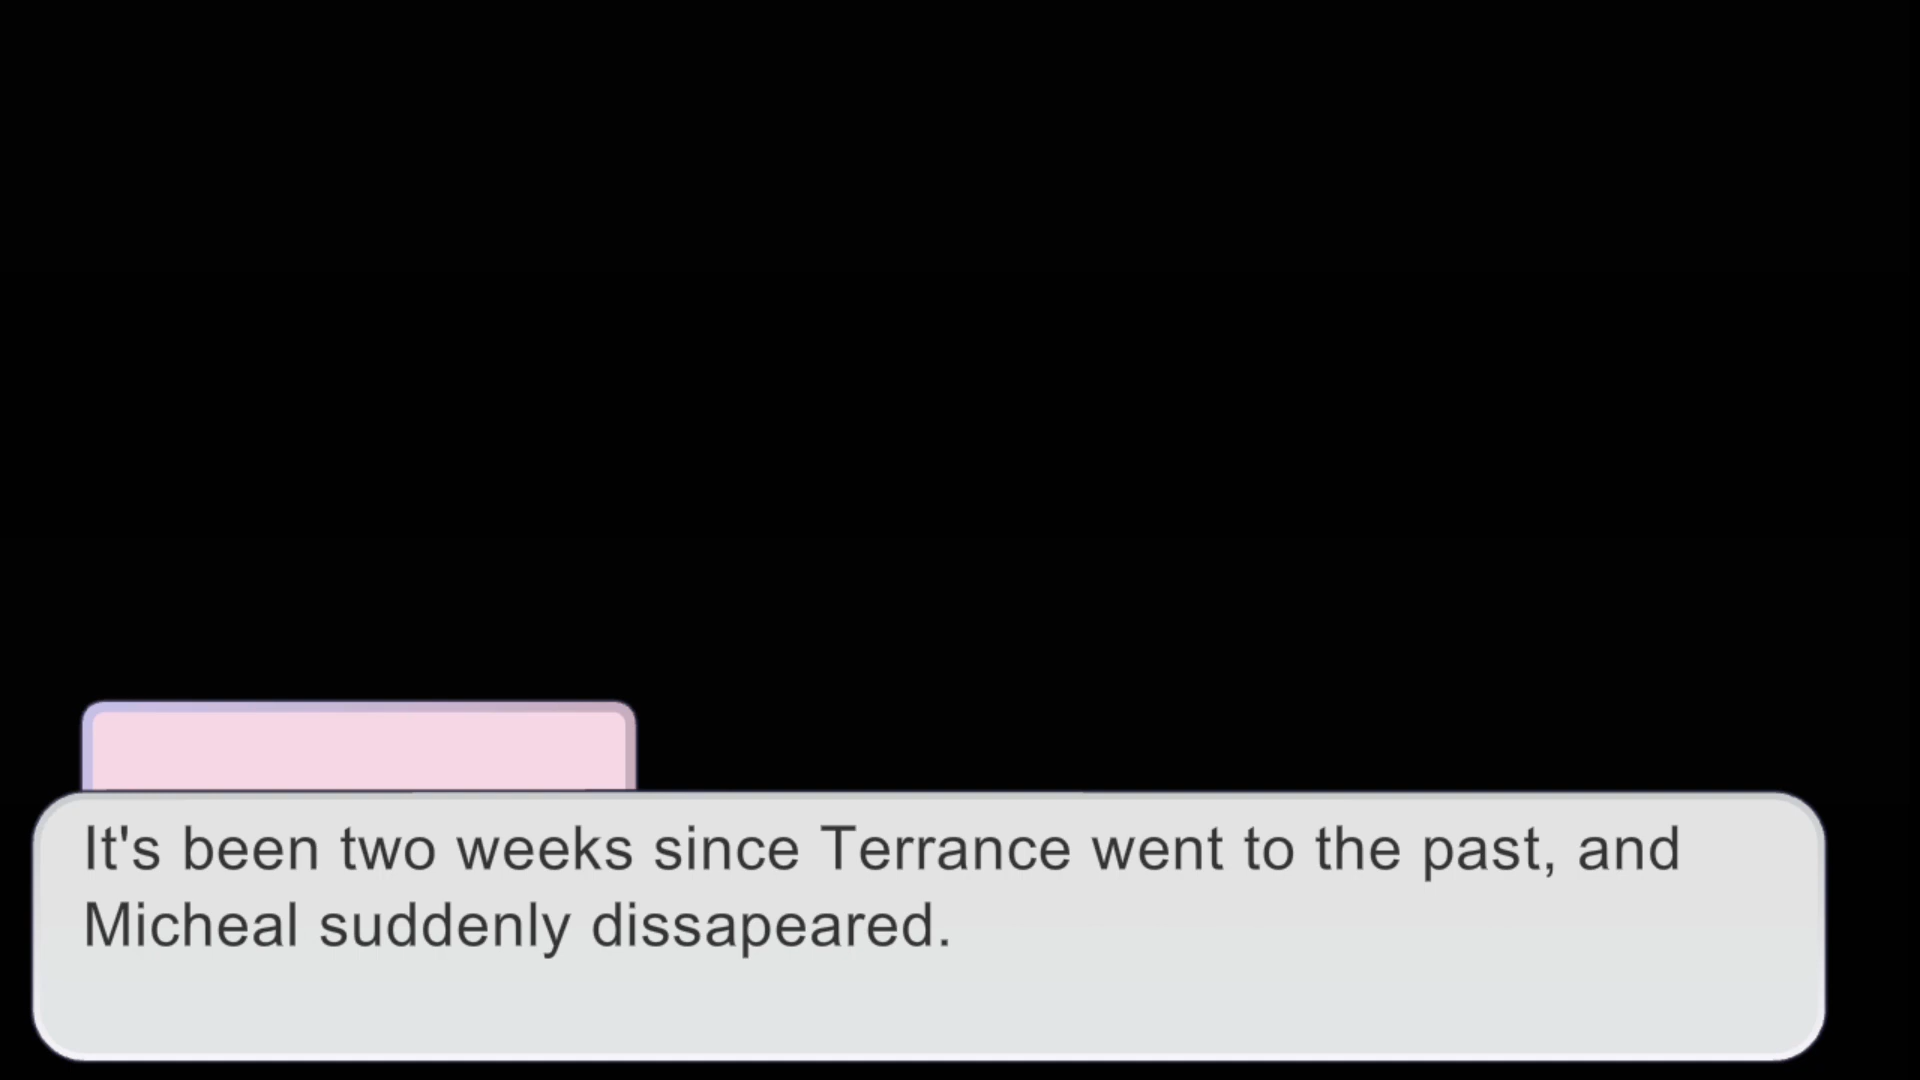 It's been two weeks since Terrance went to the past, and
Micheal suddenly dissapeared.